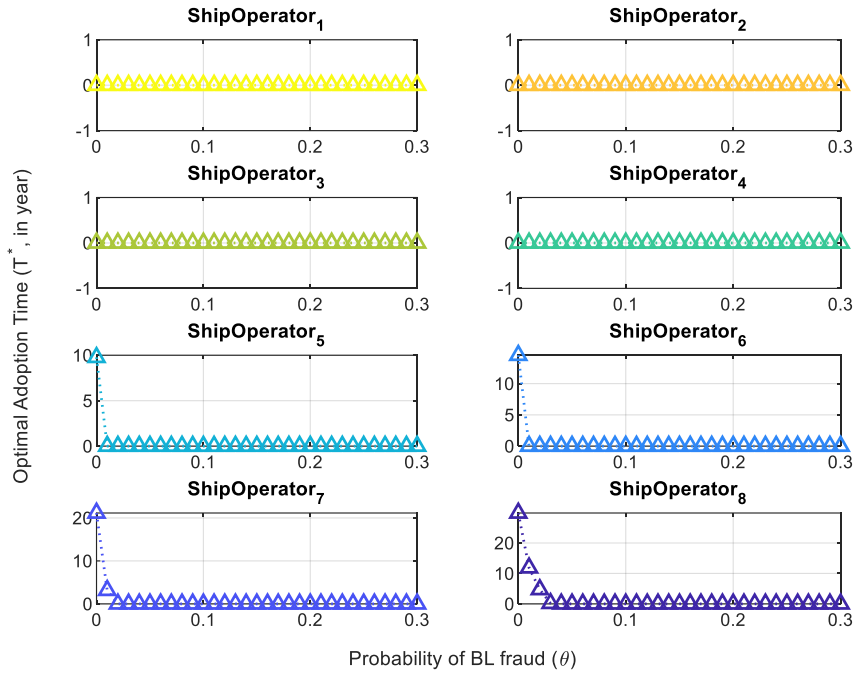 ShipOperator1
ShipOperator2
1
0
-1
0 0.1 0.2 0.3
1
0
-1
0 0.1 0.2 0.3
ShipOperator3
ShipOperator4
1
0
-1
0 0.1 0.2 0.3
1
0
-1
0 0.1 0.2 0.3
ShipOperator5
ShipOperator6
10
5
0
0 0.1 0.2 0.3
10
5
0
0 0.1 0.2 0.3
ShipOperator7
ShipOperator8
20
10
0
0 0.1 0.2 0.3
20
10
0
0 0.1 0.2 0.3
Optimal Adoption Time (T*, in year)
Probability of BL fraud (θ)